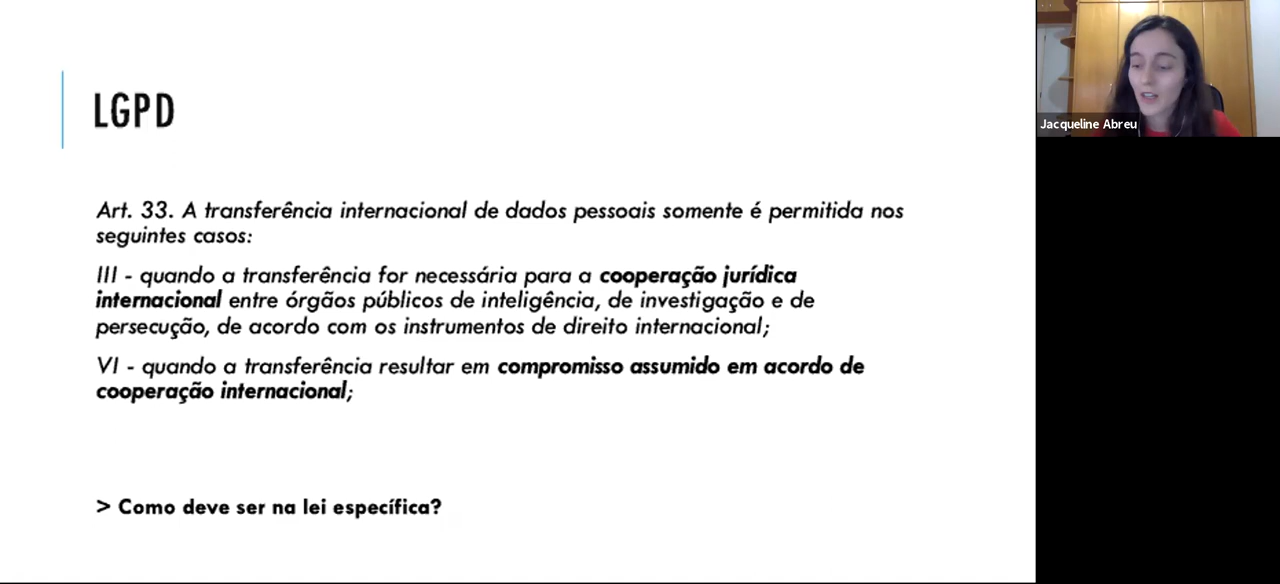 LGPD
Art. 33. A transferência internacional de dados pessoais somente é permitida nos
seguintes casos:
III - quando a transferência for necessária para a cooperação jurídica
internacional entre órgãos públicos de inteligência, de investigação e de
persecução, de acordo com os instrumentos de direito internacional;
VI - quando a transferência resultar em compromisso assumido em acordo de
cooperação internacional;
> Como deve ser na lei específica?
Jacqueline Abreu